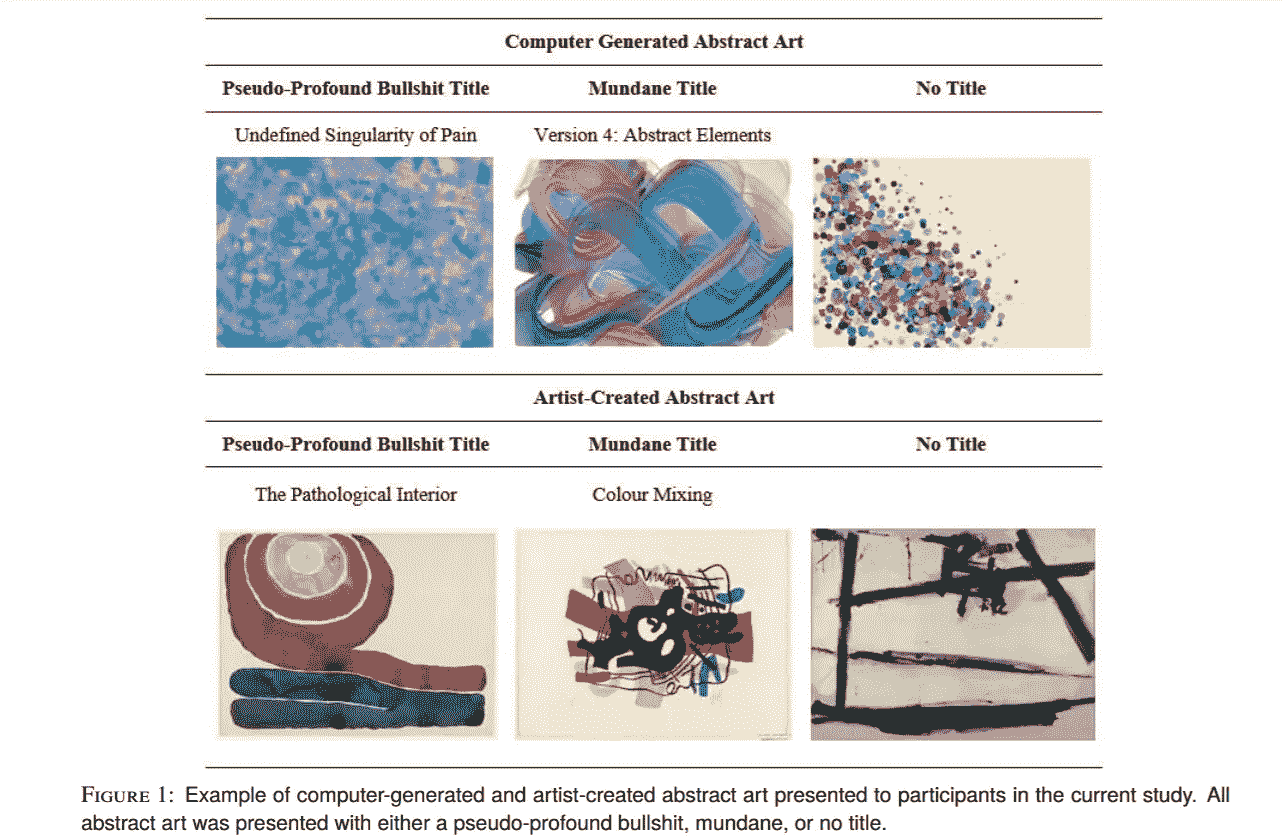 Computer Generated Abstract Art
Pseudo-Profound Bullshit Title Mundane Title No Title
Undefined Singularity of Pain Version 4: Abstract Elements
Artist-Created Abstract Art
Pseudo-Profound Bullshit Title Mundane Title No Title
The Pathological Interior Colour Mixing
FIGURE 1: Example of computer-generated and artist-created abstract art presented to participants in the current study. All
abstract art was presented with either a pseudo-profound bullshit, mundane, or no title.